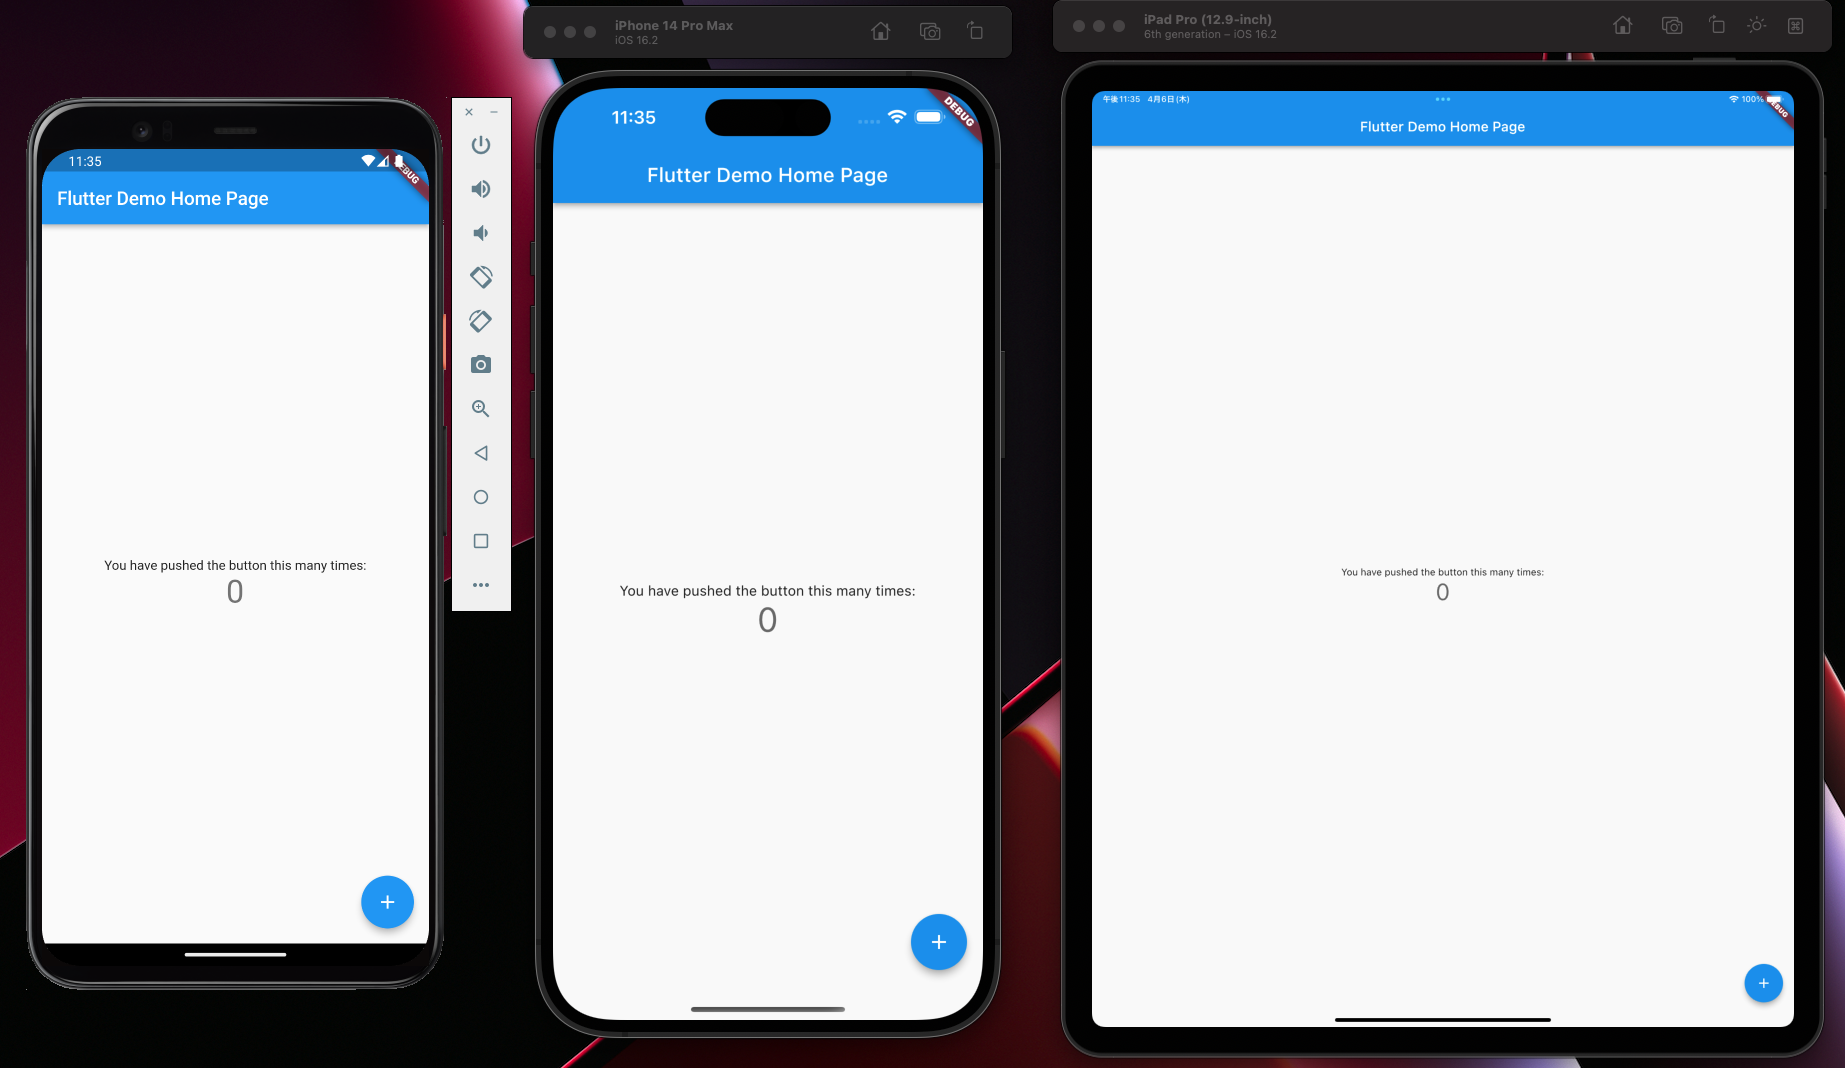 11:35
DEBUG
Flutter Demo Home Page
You have pushed the button this many times:
0
+
iPhone 14 Pro Max
iOS 16.2
11:35
DEBUG
Flutter Demo Home Page
You have pushed the button this many times:
0
+
iPad Pro (12.9-inch)
6th generation – iOS 16.2
午後11:35 4月6日(木)
100%
DEBUG
Flutter Demo Home Page
You have pushed the button this many times:
0
+